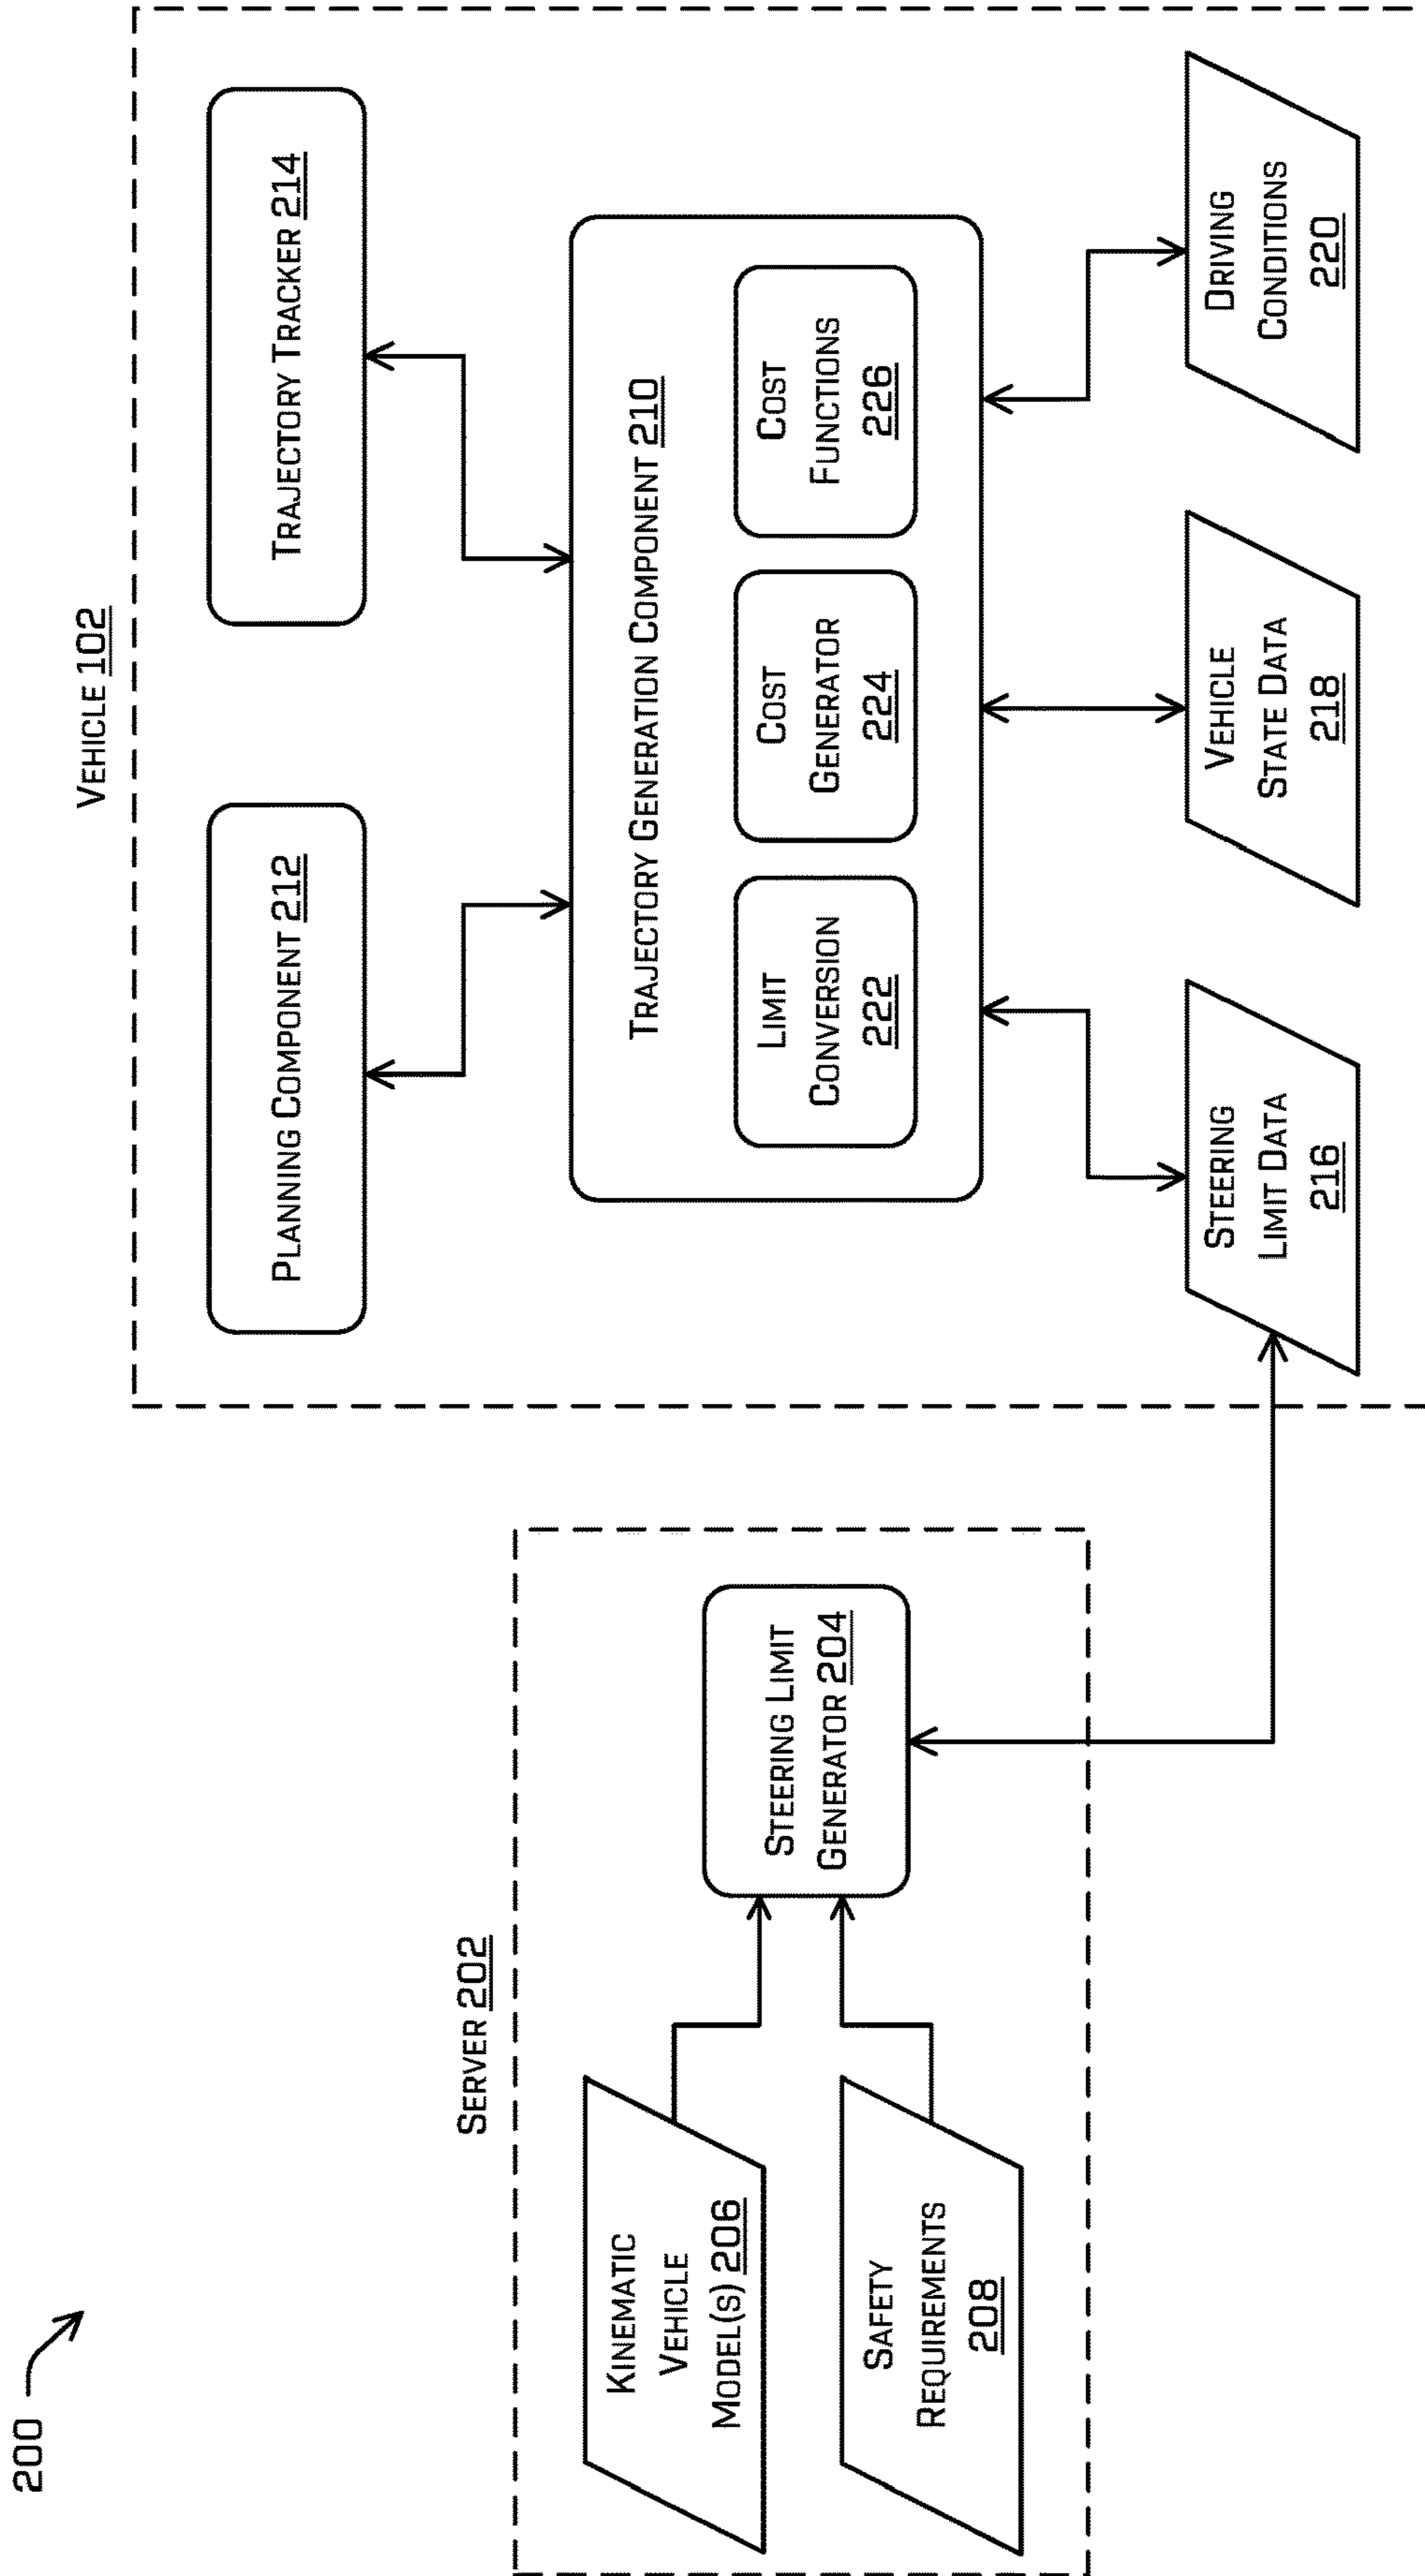 200
SERVER 202
KINEMATIC
VEHICLE
MODEL(S) 206
SAFETY
REQUIREMENTS
208
STEERING LIMIT
GENERATOR 204
VEHICLE 102
PLANNING COMPONENT 212
TRAJECTORY TRACKER 214
TRAJECTORY GENERATION COMPONENT 210
LIMIT
CONVERSION
222
COST
GENERATOR
224
COST
FUNCTIONS
226
STEERING
LIMIT DATA
216
VEHICLE
STATE DATA
218
DRIVING
CONDITIONS
220